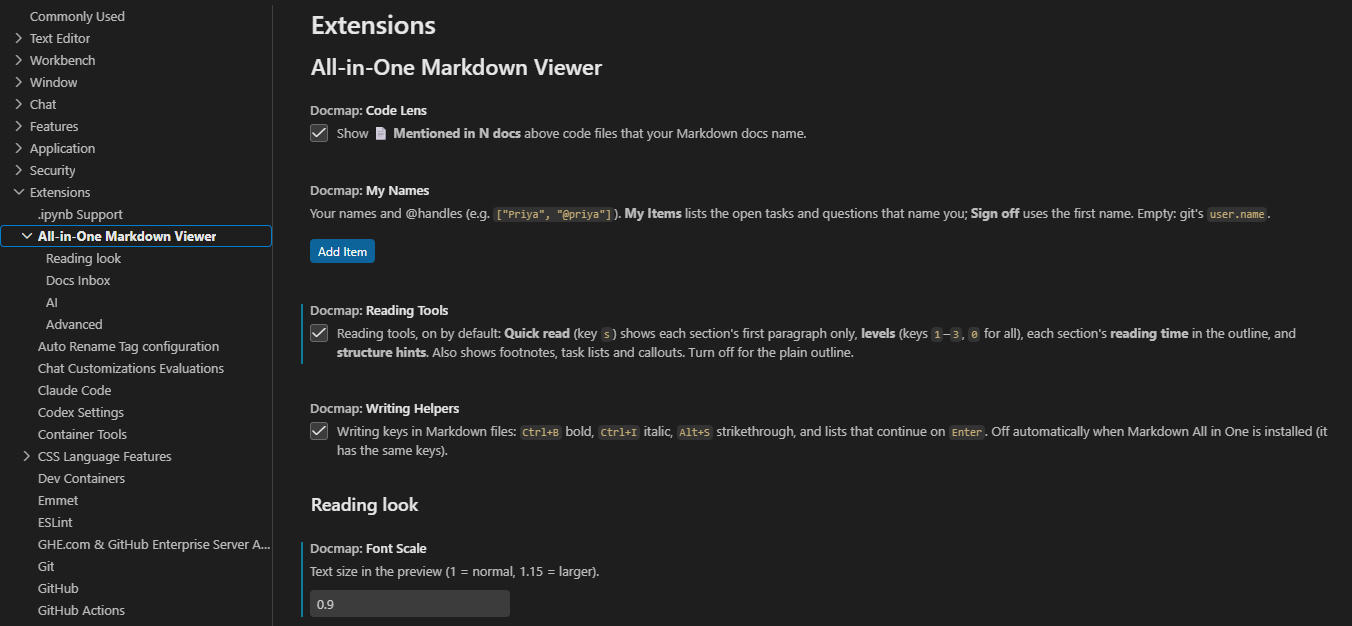 Commonly Used
Text Editor
Workbench
Window
Chat
Features
Application
Security
Extensions
.ipynb Support
All-in-One Markdown Viewer
Reading look
Docs Inbox
AI
Advanced
Auto Rename Tag configuration
Chat Customizations Evaluations
Claude Code
Codex Settings
Container Tools
CSS Language Features
Dev Containers
Emmet
ESLint
GHE.com & GitHub Enterprise Server A...
Git
GitHub
GitHub Actions
Extensions
All-in-One Markdown Viewer
Docmap: Code Lens
Show 📄 Mentioned in N docs above code files that your Markdown docs name.
Docmap: My Names
Your names and @handles (e.g. ["Priya", "@priya"]). My Items lists the open tasks and questions that name you; Sign off uses the first name. Empty: git's user.name.
Add Item
Docmap: Reading Tools
Reading tools, on by default: Quick read (key s) shows each section's first paragraph only, levels (keys 1–3, 0 for all), each section's reading time in the outline, and
structure hints. Also shows footnotes, task lists and callouts. Turn off for the plain outline.
Docmap: Writing Helpers
Writing keys in Markdown files: Ctrl+B bold, Ctrl+I italic, Alt+S strikethrough, and lists that continue on Enter. Off automatically when Markdown All in One is installed (it
has the same keys).
Reading look
Docmap: Font Scale
Text size in the preview (1 = normal, 1.15 = larger).
0.9